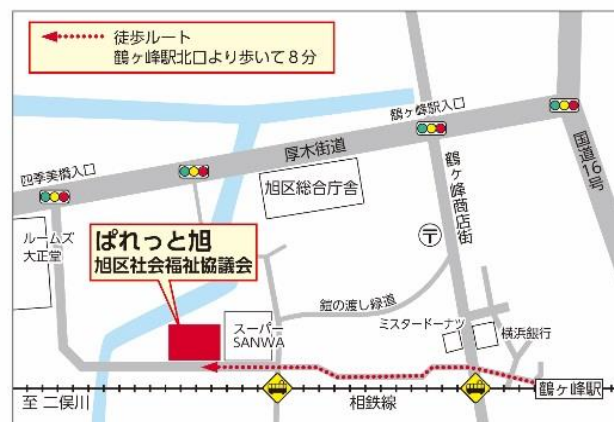 徒歩ルート
鶴ヶ峰駅北口より歩いて8分
鶴ヶ峰駅入口
厚木街道
国道16号
四季美橋入口
旭区総合庁舎
鶴ヶ峰商店街
〒
ルームズ
大正堂
ぱれっと旭
旭区社会福祉協議会
鎧の渡し緑道
スーパー
SANWA
ミスタードーナツ
横浜銀行
至 二俣川
相鉄線
鶴ヶ峰駅